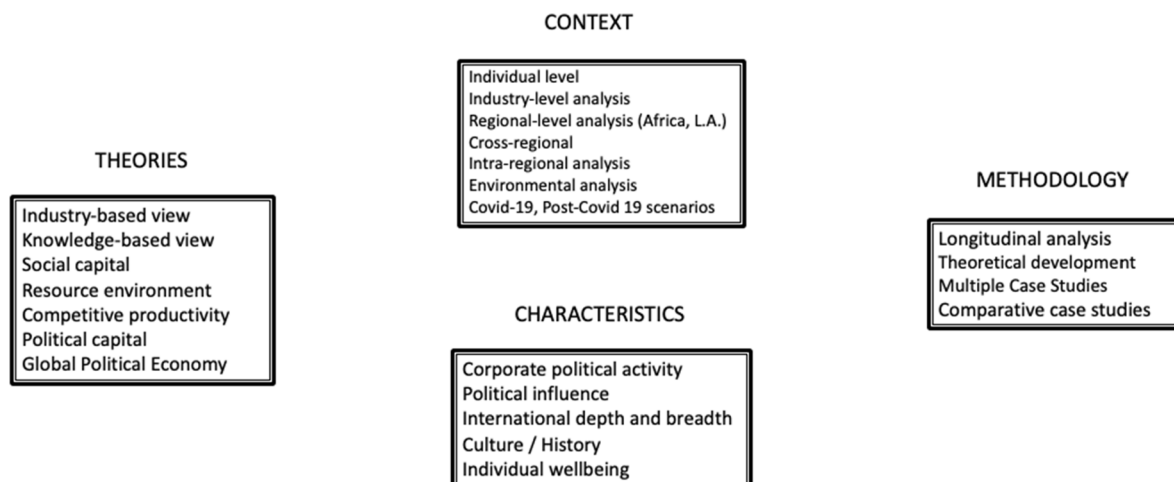 CONTEXT
Individual level
Industry-level analysis
Regional-level analysis (Africa, L.A.)
Cross-regional
Intra-regional analysis
Environmental analysis
Covid-19, Post-Covid 19 scenarios
THEORIES
Industry-based view
Knowledge-based view
Social capital
Resource environment
Competitive productivity
Political capital
Global Political Economy
CHARACTERISTICS
Corporate political activity
Political influence
International depth and breadth
Culture / History
Individual wellbeing
METHODOLOGY
Longitudinal analysis
Theoretical development
Multiple Case Studies
Comparative case studies